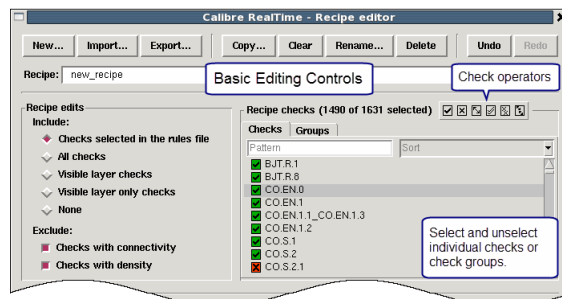 Calibre RealTime - Recipe editor
New... Import... Export... Copy... Clear Rename... Delete Undo Redo
Recipe: new_recipe
Basic Editing Controls
Check operators
Recipe edits
Include:
Checks selected in the rules file
All checks
Visible layer checks
Visible layer only checks
None
Exclude:
Checks with connectivity
Checks with density
Recipe checks (1490 of 1631 selected)
Checks Groups
Pattern Sort
BJT.R.1
BJT.R.8
CO.EN.0
CO.EN.1
CO.EN.1.1_CO.EN.1.3
CO.EN.1.2
CO.S.1
CO.S.2
CO.S.2.1
Select and unselect
individual checks or
check groups.